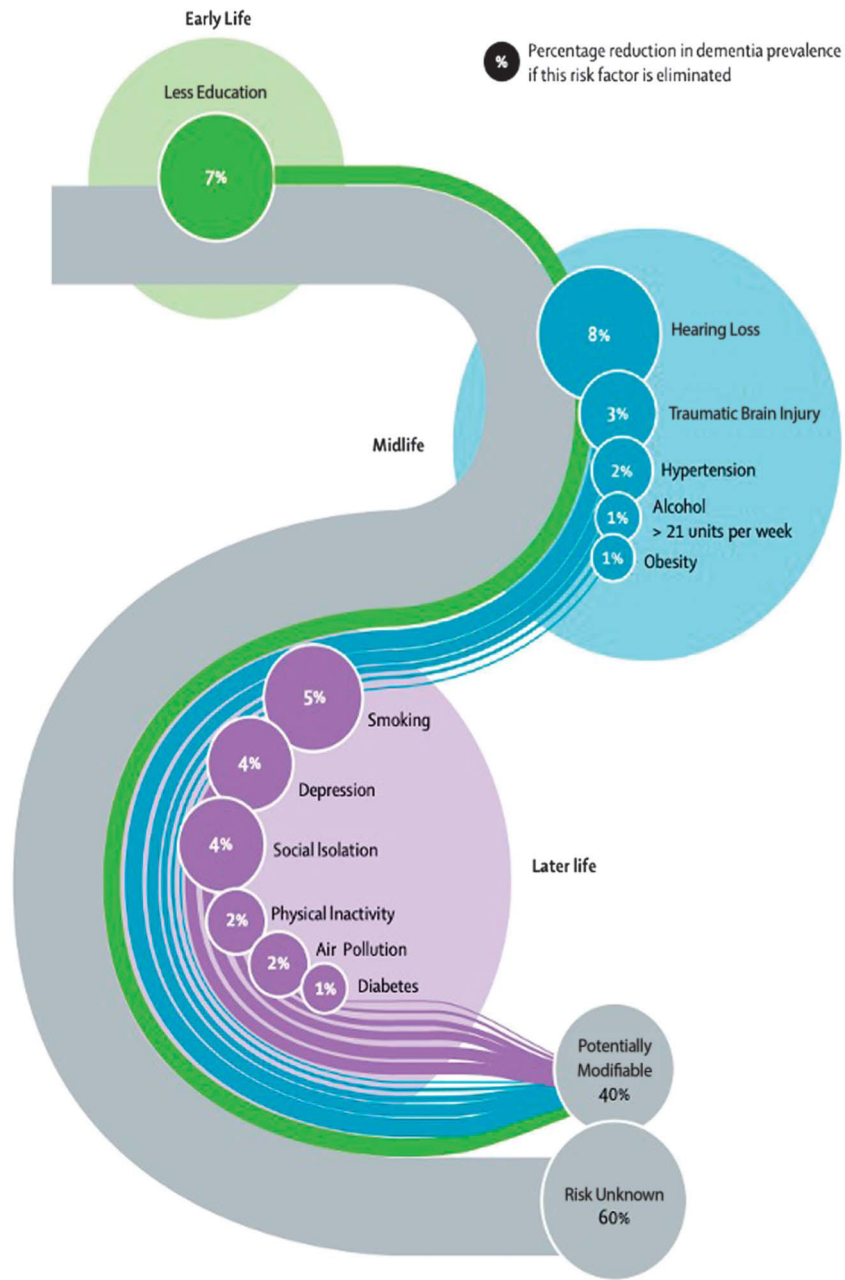 Early Life
%
Percentage reduction in dementia prevalence
if this risk factor is eliminated
Less Education
7%
8%
Hearing Loss
3%
Traumatic Brain Injury
Midlife
2%
Hypertension
1%
Alcohol
> 21 units per week
1%
Obesity
5%
Smoking
4%
Depression
4%
Social Isolation
Later life
2%
Physical Inactivity
2%
Air Pollution
1%
Diabetes
Potentially
Modifiable
40%
Risk Unknown
60%